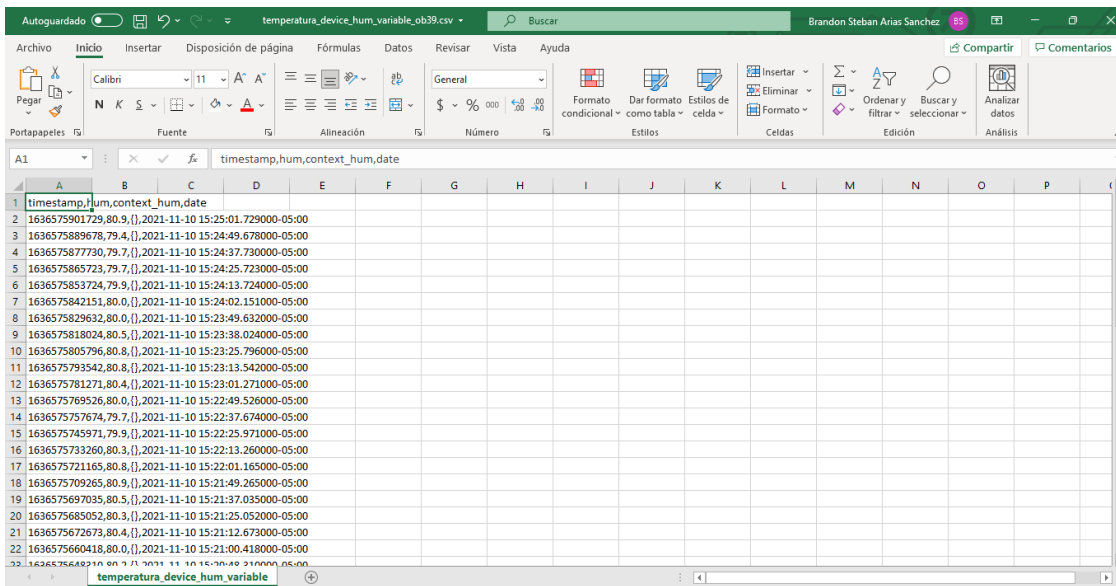 Autoguardado temperatura_device_hum_variable_ob39.csv Buscar Brandon Steban Arias Sanchez BS
Archivo Inicio Insertar Disposición de página Fórmulas Datos Revisar Vista Ayuda Compartir Comentarios
Calibri 11 A^ A˅ ab General Insertar Σ
Pegar N K S A $ % 000 Formato condicional Dar formato como tabla Estilos de celda Eliminar Formato Ordenar y filtrar Buscar y seleccionar Analizar datos
Portapapeles Fuente Alineación Número Estilos Celdas Edición Análisis
A1 fx timestamp,hum,context_hum,date
A B C D E F G H I J K L M N O P
1 timestamp,hum,context_hum,date
2 1636575901729,80.9,{},2021-11-10 15:25:01.729000-05:00
3 1636575889678,79.4,{},2021-11-10 15:24:49.678000-05:00
4 1636575877730,79.7,{},2021-11-10 15:24:37.730000-05:00
5 1636575865723,79.7,{},2021-11-10 15:24:25.723000-05:00
6 1636575853724,79.9,{},2021-11-10 15:24:13.724000-05:00
7 1636575842151,80.0,{},2021-11-10 15:24:02.151000-05:00
8 1636575829632,80.0,{},2021-11-10 15:23:49.632000-05:00
9 1636575818024,80.5,{},2021-11-10 15:23:38.024000-05:00
10 1636575805796,80.8,{},2021-11-10 15:23:25.796000-05:00
11 1636575793542,80.8,{},2021-11-10 15:23:13.542000-05:00
12 1636575781271,80.4,{},2021-11-10 15:23:01.271000-05:00
13 1636575769526,80.0,{},2021-11-10 15:22:49.526000-05:00
14 1636575757674,79.7,{},2021-11-10 15:22:37.674000-05:00
15 1636575745971,79.9,{},2021-11-10 15:22:25.971000-05:00
16 1636575733260,80.3,{},2021-11-10 15:22:13.260000-05:00
17 1636575721165,80.8,{},2021-11-10 15:22:01.165000-05:00
18 1636575709265,80.9,{},2021-11-10 15:21:49.265000-05:00
19 1636575697035,80.5,{},2021-11-10 15:21:37.035000-05:00
20 1636575685052,80.3,{},2021-11-10 15:21:25.052000-05:00
21 1636575672673,80.4,{},2021-11-10 15:21:12.673000-05:00
22 1636575660418,80.0,{},2021-11-10 15:21:00.418000-05:00
23 1636575648310,80.2,{},2021-11-10 15:20:48.310000-05:00
temperatura_device_hum_variable